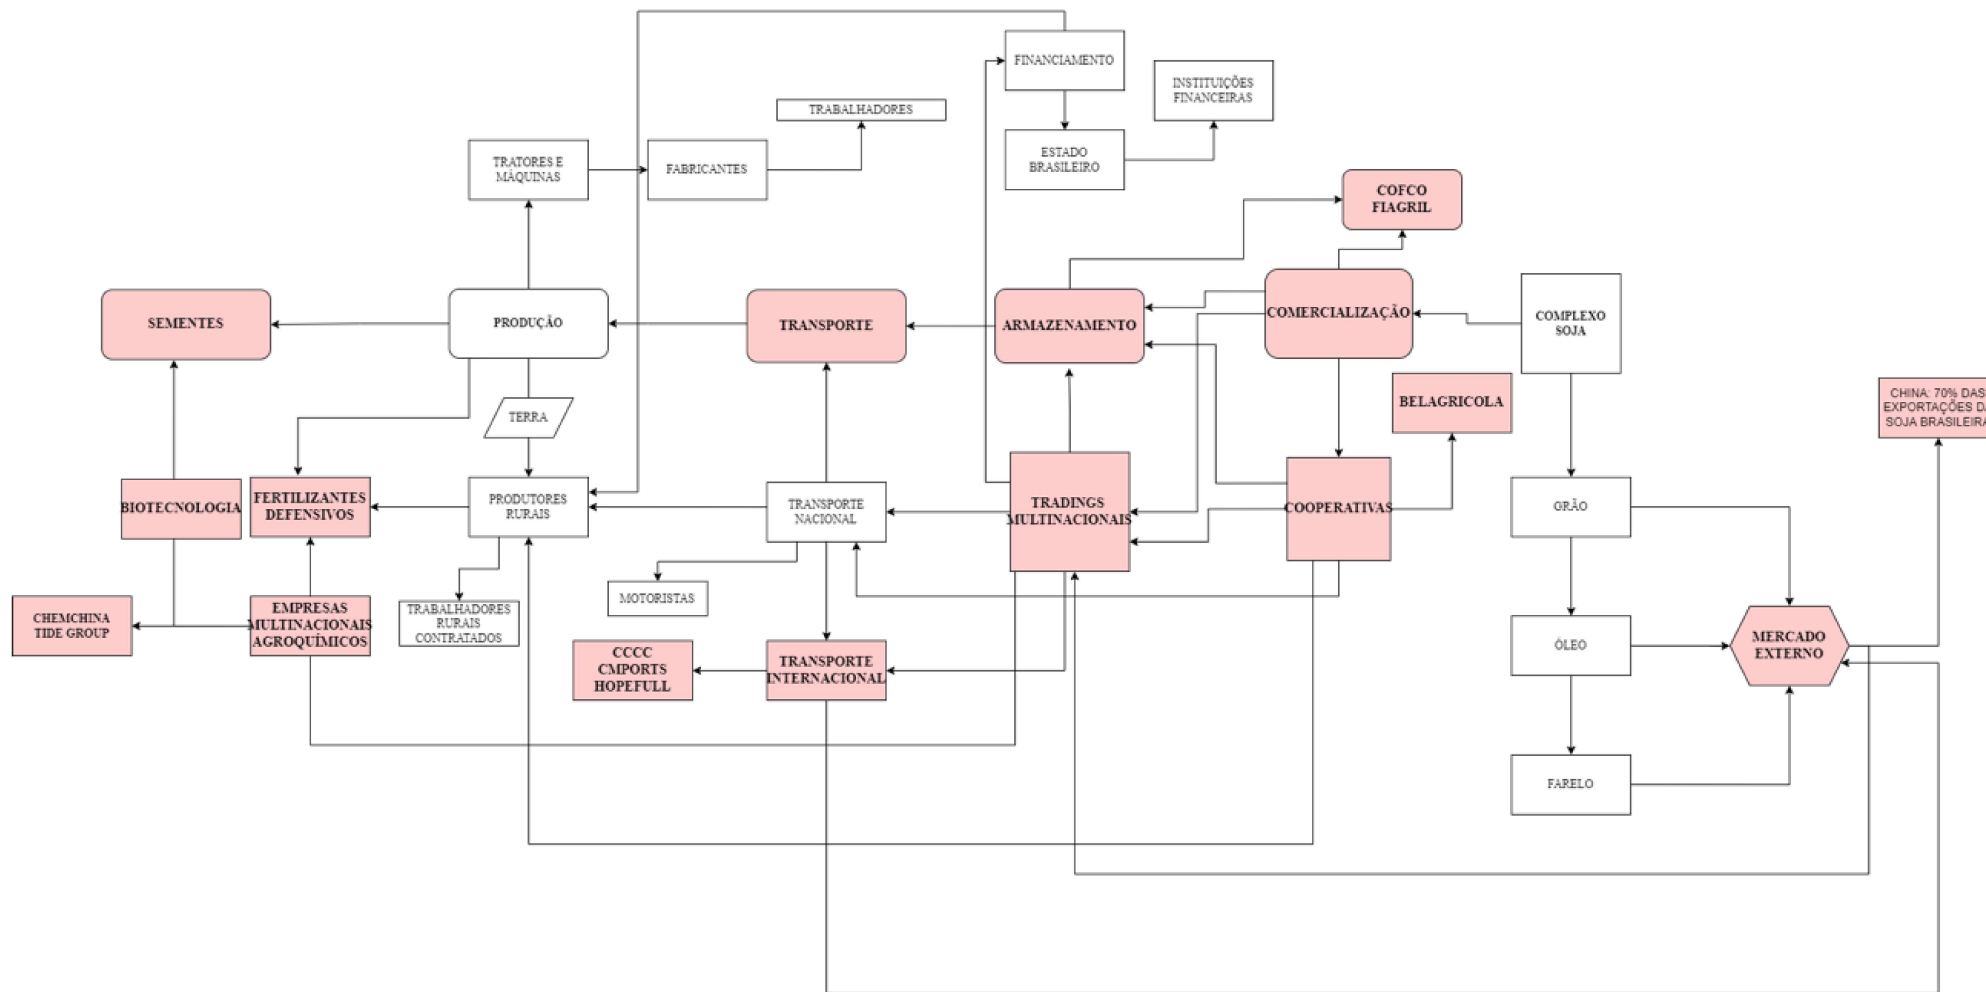 FINANCIAMENTO
INSTITUIÇÕES
FINANCEIRAS
TRABALHADORES
TRATORES E
MÁQUINAS
FABRICANTES
ESTADO
BRASILEIRO
COFCO
FIAGRIL
SEMENTES
PRODUÇÃO
TRANSPORTE
ARMAZENAMENTO
COMERCIALIZAÇÃO
COMPLEXO
SOJA
TERRA
BELAGRICOLA
CHINA: 70% DAS
EXPORTAÇÕES DA
SOJA BRASILEIRA
BIOTECNOLOGIA
FERTILIZANTES
DEFENSIVOS
PRODUTORES
RURAIS
TRANSPORTE
NACIONAL
TRADINGS
MULTINACIONAIS
COOPERATIVAS
GRÃO
CHEMCHINA
TIDE GROUP
EMPRESAS
MULTINACIONAIS
AGROQUÍMICOS
TRABALHADORES
RURAIS
CONTRATADOS
MOTORISTAS
CCCC
CMPORTS
HOPEFULL
TRANSPORTE
INTERNACIONAL
ÓLEO
MERCADO
EXTERNO
FARELO